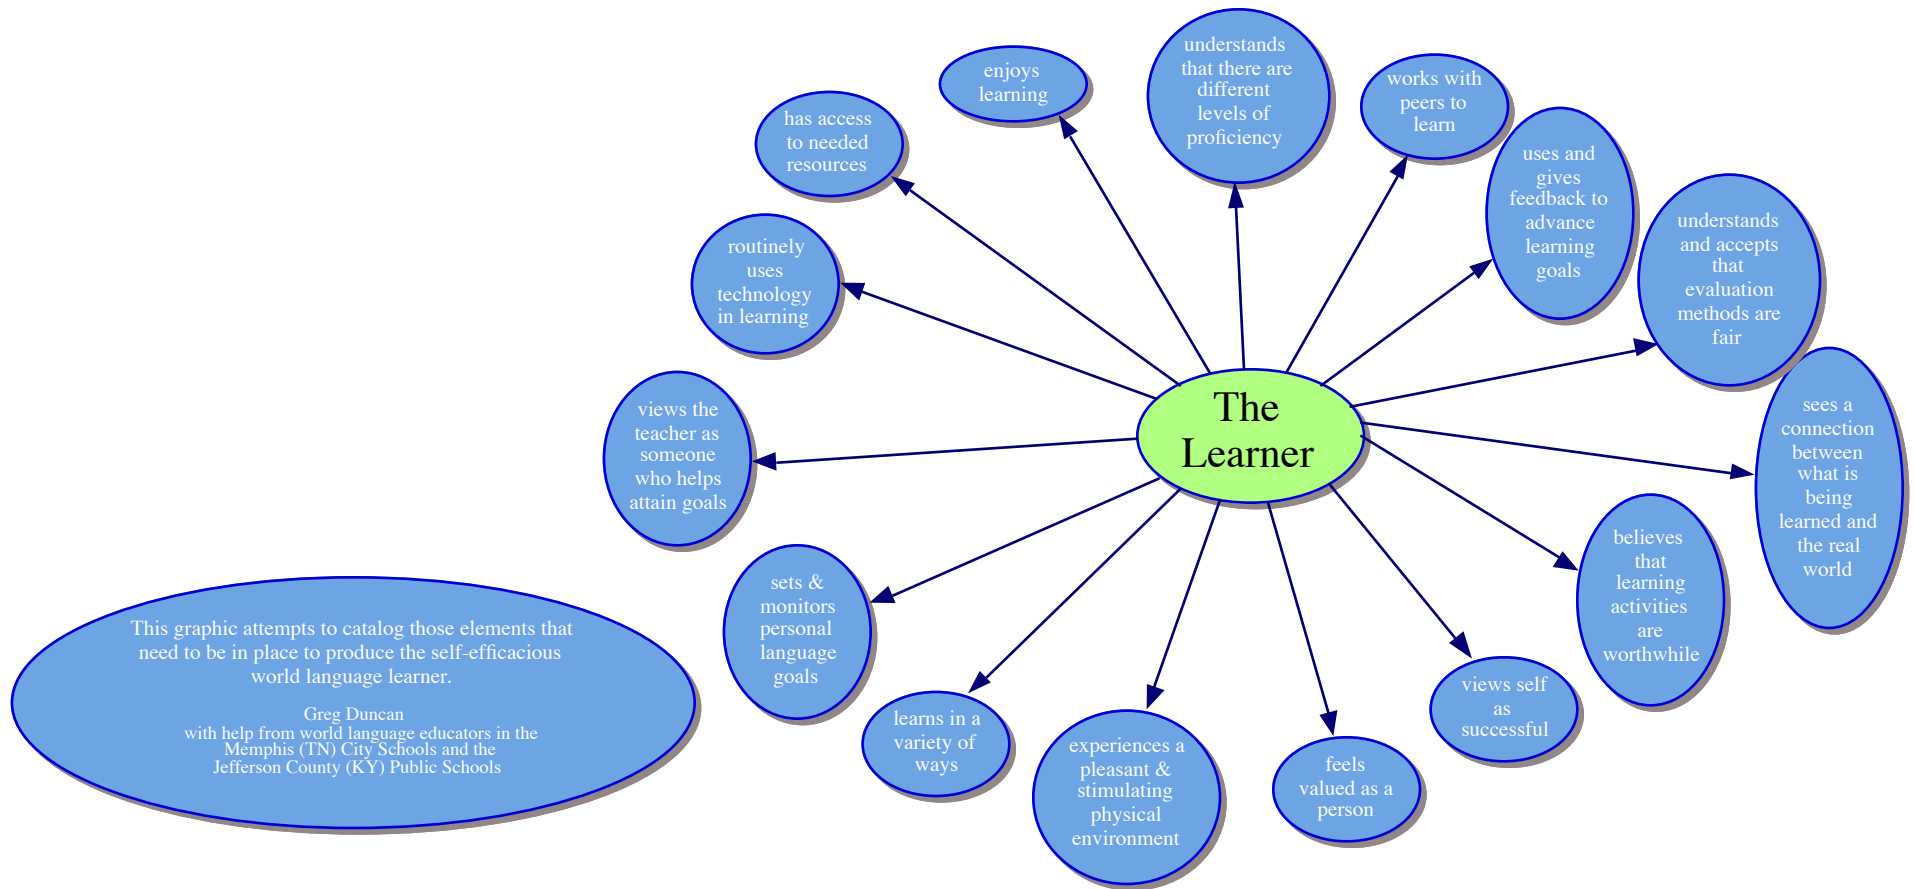 understands
that there are
different
levels of
proficiency
enjoys
learning
works with
peers to
learn
has access
to needed
resources
uses and
gives
feedback to
advance
learning
goals
understands
and accepts
that
evaluation
methods are
fair
routinely
uses
technology
in learning
The
Learner
views the
teacher as
someone
who helps
attain goals
sees a
connection
between
what is
being
learned and
the real
world
believes
that
learning
activities
are
worthwhile
sets &
monitors
personal
language
goals
views self
as
successful
learns in a
variety of
ways
experiences a
pleasant &
stimulating
physical
environment
feels
valued as a
person
This graphic attempts to catalog those elements that
need to be in place to produce the self-efficacious
world language learner.
Greg Duncan
with help from world language educators in the
Memphis (TN) City Schools and the
Jefferson County (KY) Public Schools